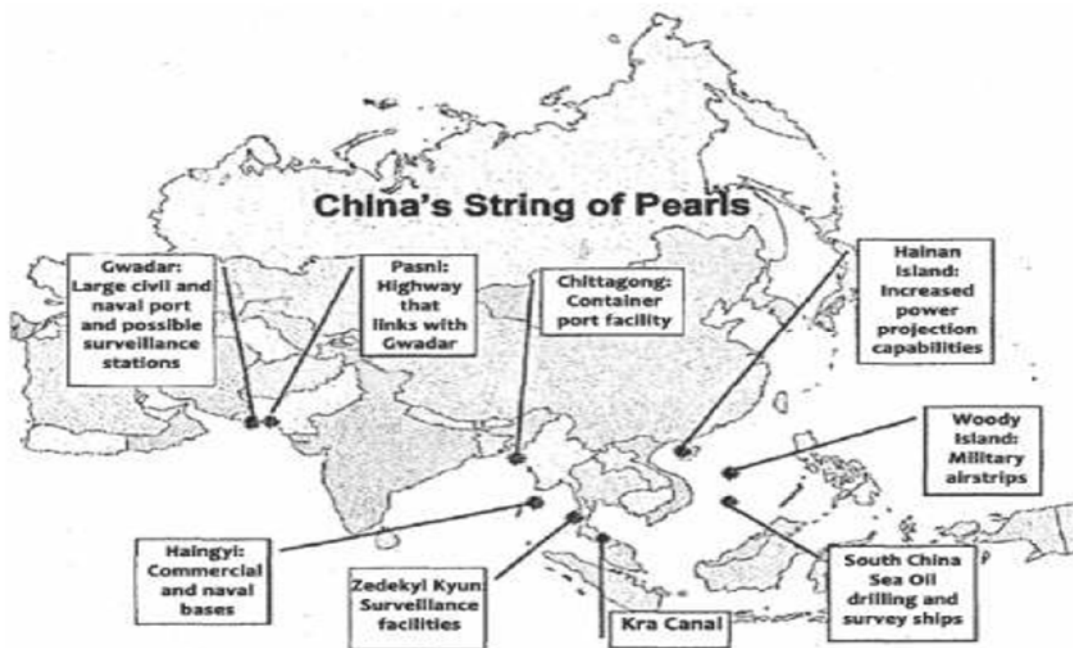 China's String of Pearls
Gwadar:
Large civil and
naval port
and possible
surveillance
stations
Pasni:
Highway
that
links with
Gwadar
Chittagong:
Container
port facility
Hainan
Island:
Increased
power
projection
capabilities
Woody
Island:
Military
airstrips
Haingyi:
Commercial
and naval
bases
Zedekyl Kyun:
Surveillance
facilities
Kra Canal
South China
Sea Oil
drilling and
survey ships